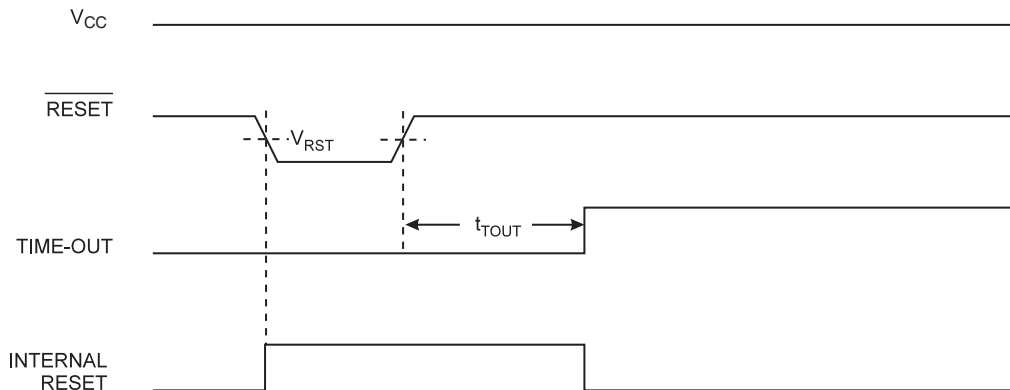 VCC
RESET
VRST
tTOUT
TIME-OUT
INTERNAL
RESET